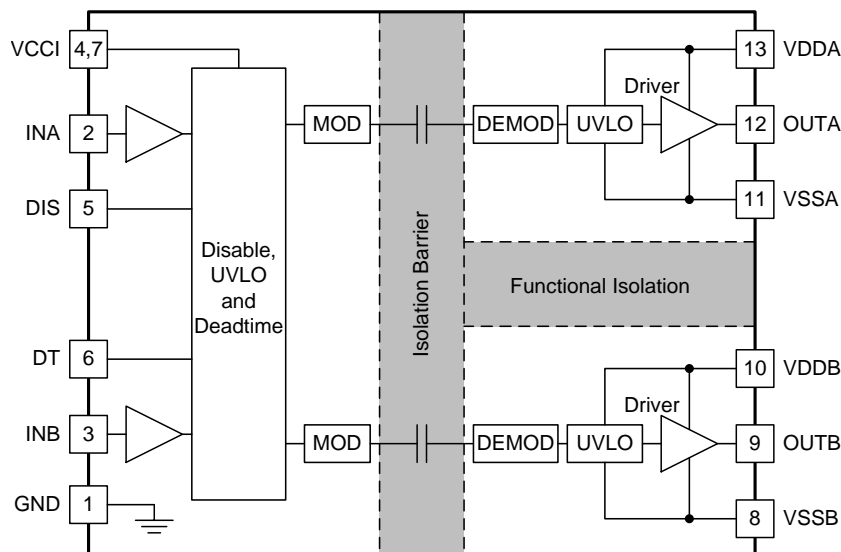 VCCI 4,7
INA 2
DIS 5
DT 6
INB 3
GND 1
Disable,
UVLO
and
Deadtime
MOD
MOD
Isolation Barrier
DEMOD
UVLO
Driver
13 VDDA
12 OUTA
11 VSSA
Functional Isolation
DEMOD
UVLO
Driver
10 VDDB
9 OUTB
8 VSSB